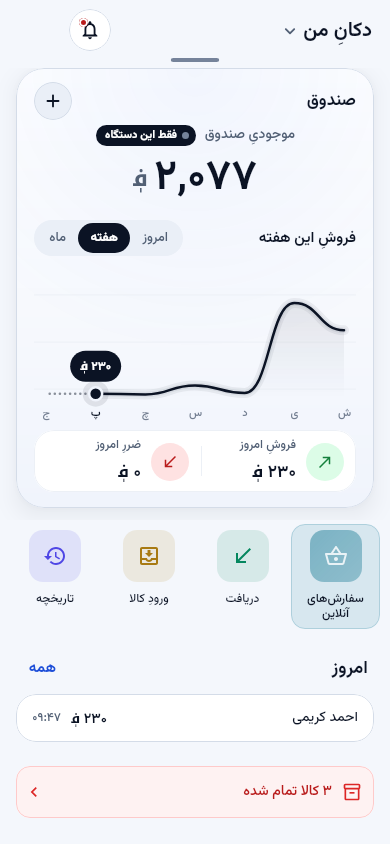 دکانِ من
صندوق
موجودیِ صندوق
فقط این دستگاه
۲,۰۷۷ ؋
فروشِ این هفته
امروز هفته ماه
۲۳۰ ؋
ش ی د س چ پ ج
فروشِ امروز
۲۳۰ ؋
ضررِ امروز
۰ ؋
سفارش‌های
آنلاین
دریافت
ورودِ کالا
تاریخچه
امروز
همه
احمد کریمی
۲۳۰ ؋
۰۹:۴۷
۳ کالا تمام شده